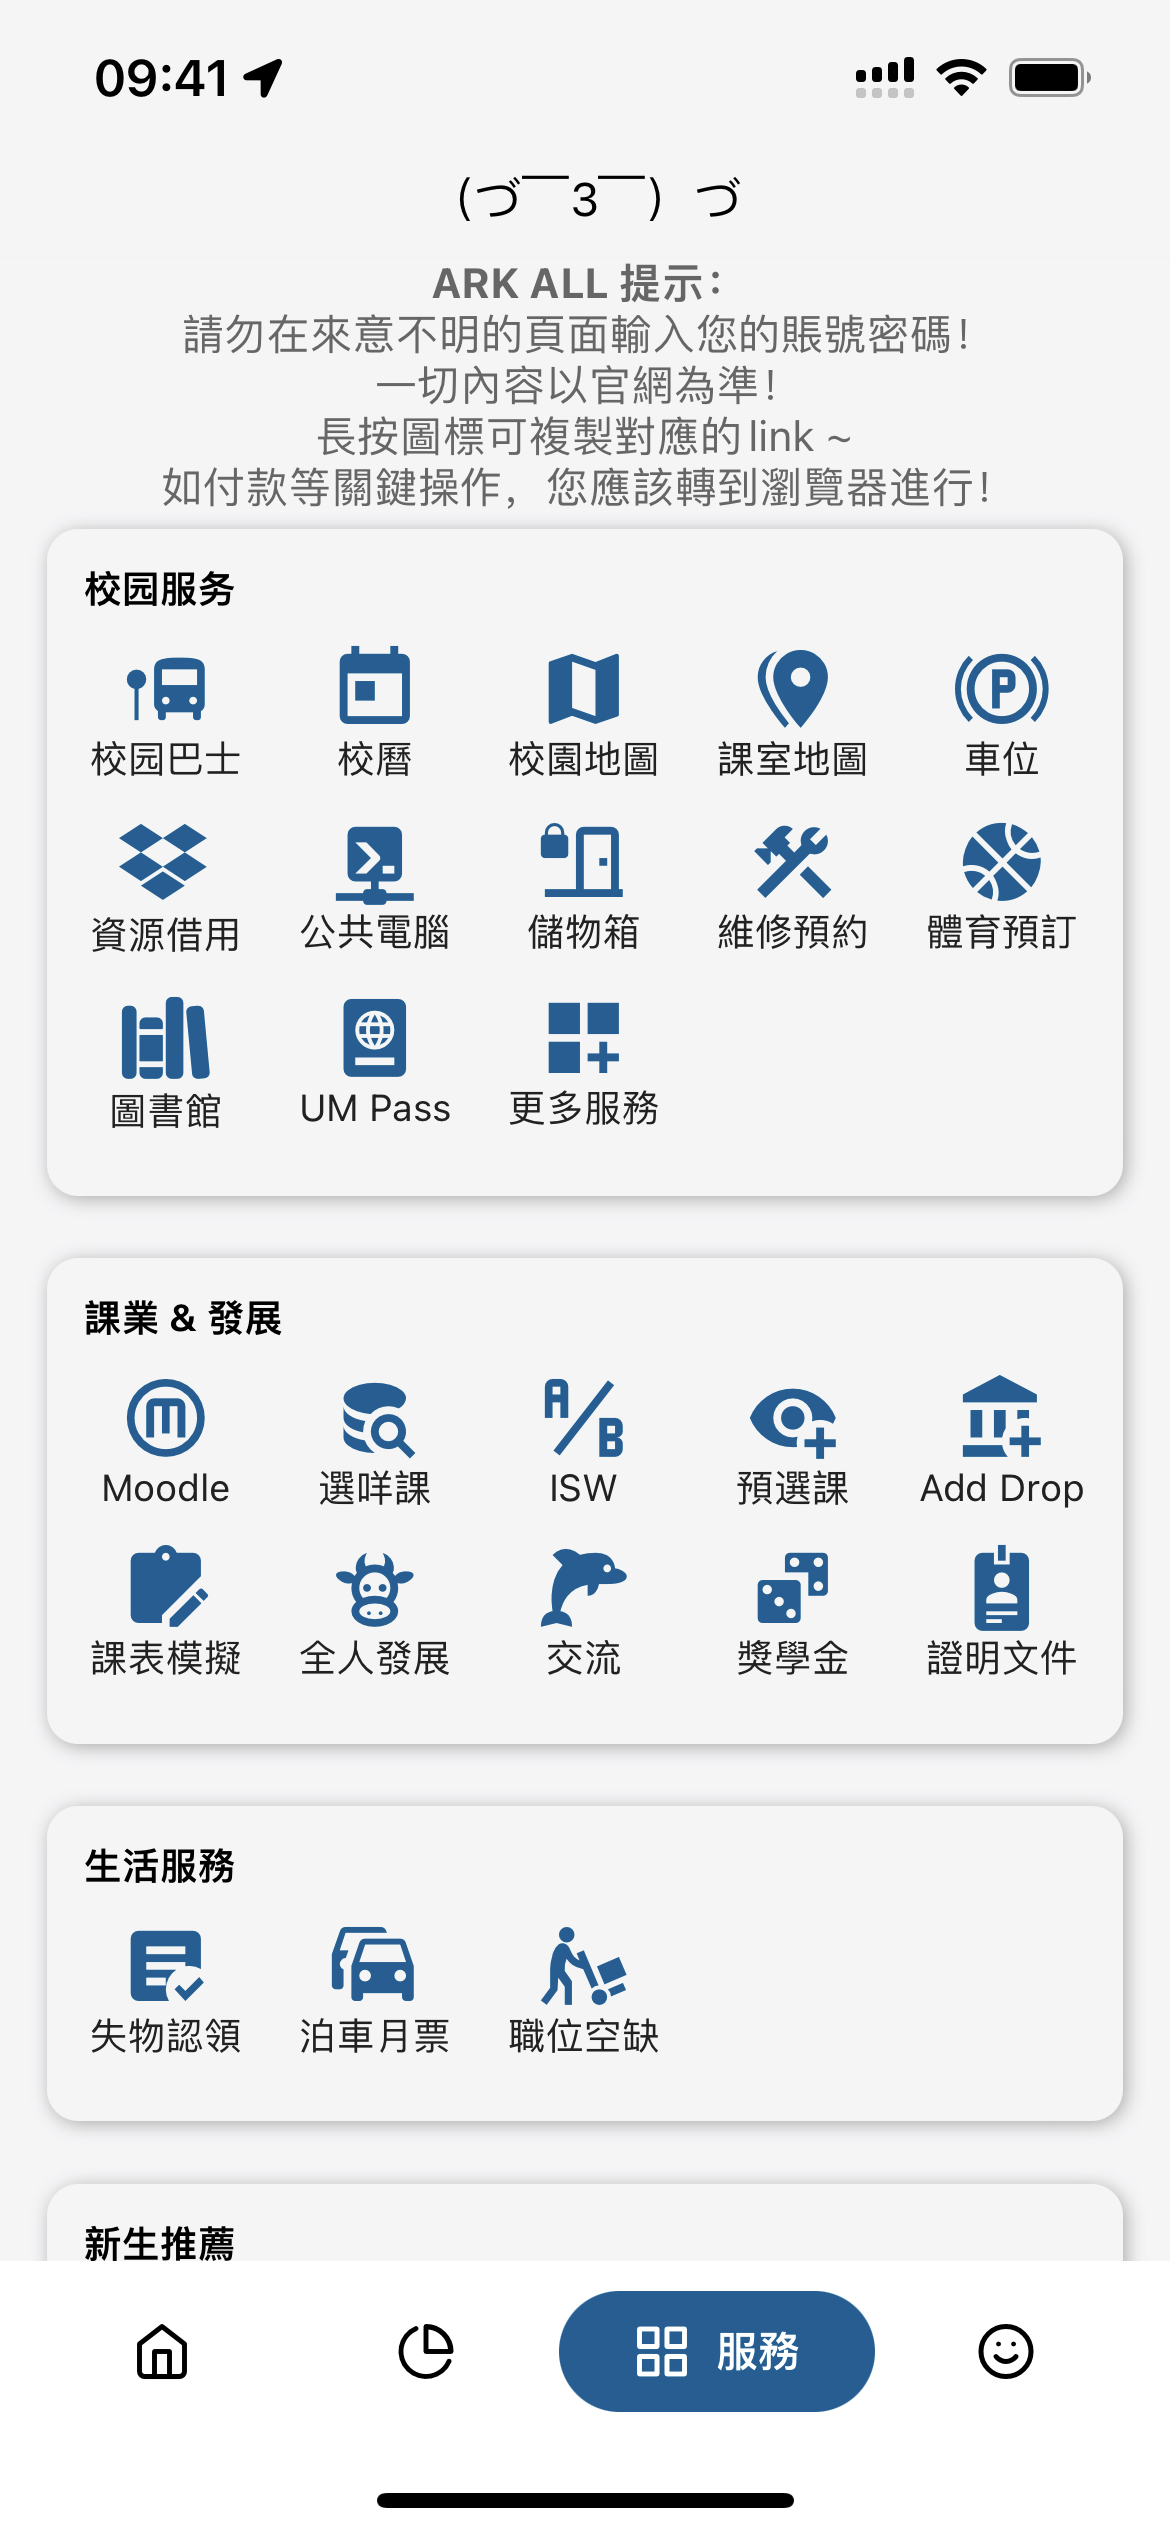 09:41
(づ￣3￣) づ
ARK ALL 提示：
請勿在來意不明的頁面輸入您的賬號密碼！
一切內容以官網為準！
長按圖標可複製對應的link ~
如付款等關鍵操作，您應該轉到瀏覽器進行！
校园服务
校园巴士 校曆 校園地圖 課室地圖 車位
資源借用 公共電腦 儲物箱 維修預約 體育預訂
圖書館 UM Pass 更多服務
課業 & 發展
Moodle 選咩課 ISW 預選課 Add Drop
課表模擬 全人發展 交流 獎學金 證明文件
生活服務
失物認領 泊車月票 職位空缺
新生推薦
服務